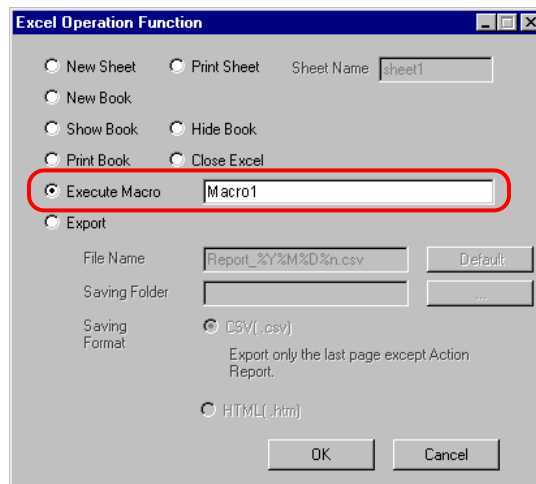 Excel Operation Function
New Sheet Print Sheet Sheet Name sheet1
New Book
Show Book Hide Book
Print Book Close Excel
Execute Macro Macro1
Export
File Name Report_%Y%M%D%n.csv Default
Saving Folder ...
Saving Format CSV( .csv)
Export only the last page except Action
Report.
HTML( .htm)
OK Cancel